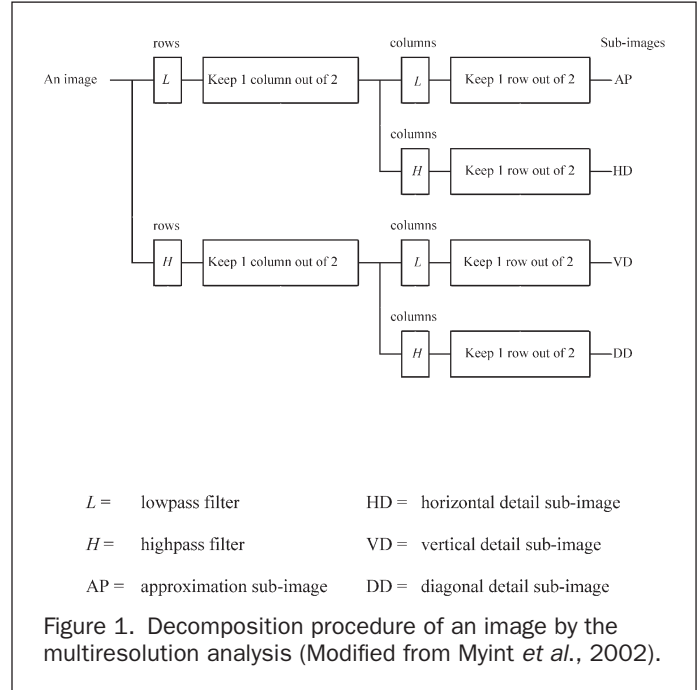 rows columns Sub-images
An image L Keep 1 column out of 2 L Keep 1 row out of 2 AP
columns
H Keep 1 row out of 2 HD
rows columns
H Keep 1 column out of 2 L Keep 1 row out of 2 VD
columns
H Keep 1 row out of 2 DD
L = lowpass filter HD = horizontal detail sub-image
H = highpass filter VD = vertical detail sub-image
AP = approximation sub-image DD = diagonal detail sub-image
Figure 1. Decomposition procedure of an image by the
multiresolution analysis (Modified from Myint et al., 2002).